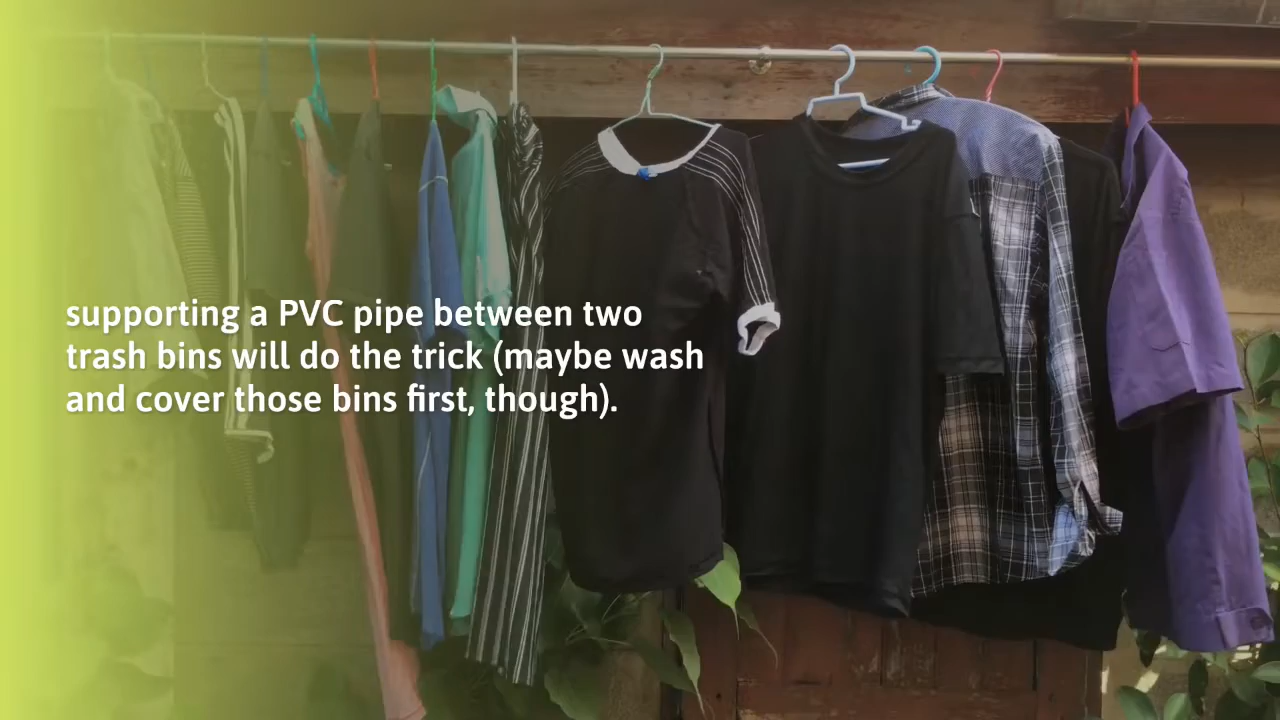 supporting a PVC pipe between two
trash bins will do the trick (maybe wash
and cover those bins first, though).